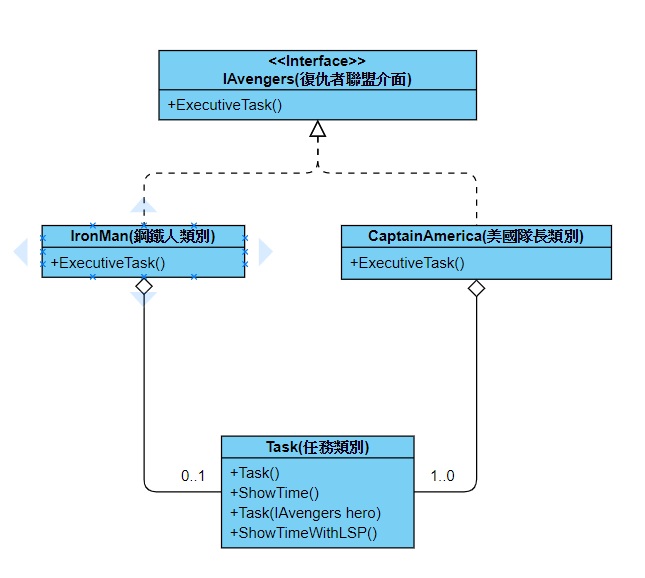 <<Interface>>
IAvengers(復仇者聯盟介面)
+ExecutiveTask()
IronMan(鋼鐵人類別)
+ExecutiveTask()
CaptainAmerica(美國隊長類別)
+ExecutiveTask()
Task(任務類別)
+Task()
+ShowTime()
+Task(IAvengers hero)
+ShowTimeWithLSP()
0..1
1..0